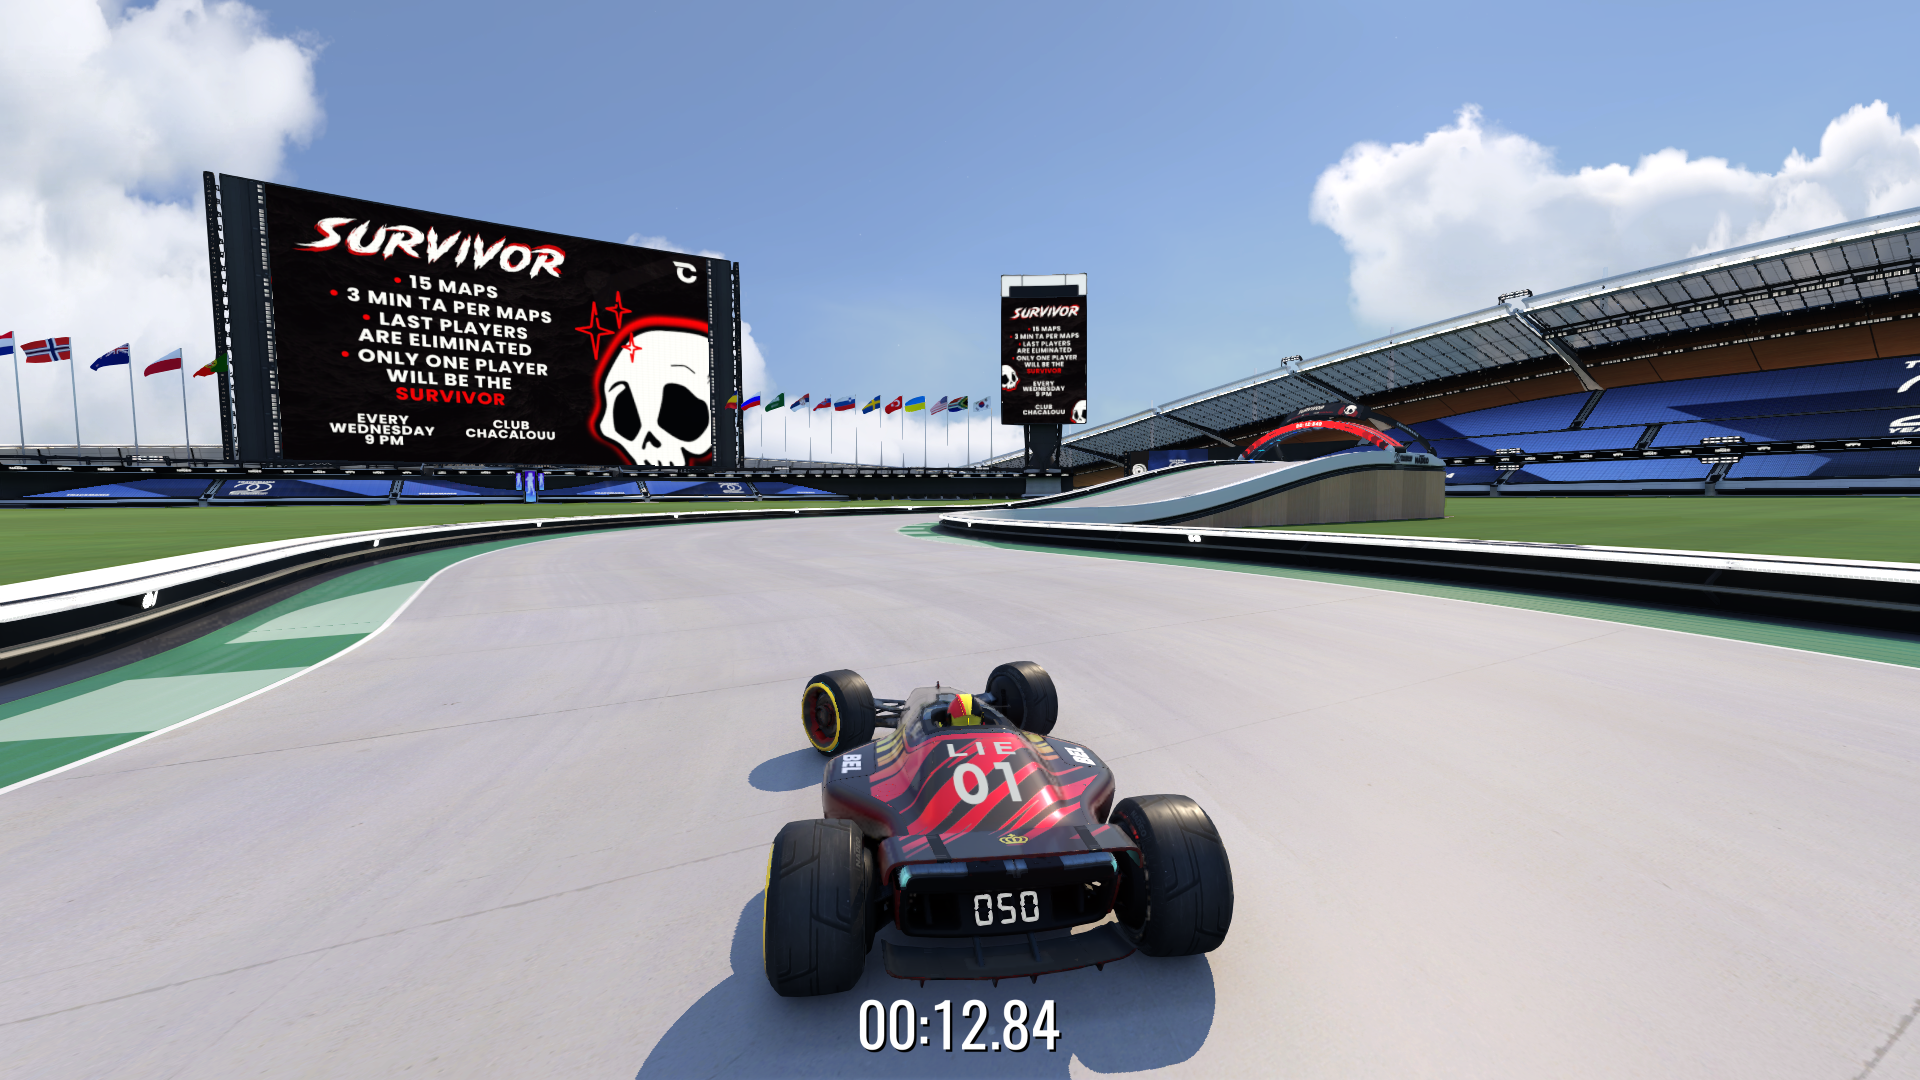 SURVIVOR
• 15 MAPS
• 3 MIN TA PER MAPS
• LAST PLAYERS
ARE ELIMINATED
• ONLY ONE PLAYER
WILL BE THE
SURVIVOR
EVERY
WEDNESDAY
9 PM
CLUB
CHACALOUU
SURVIVOR
• 15 MAPS
• 3 MIN TA PER MAPS
• LAST PLAYERS
ARE ELIMINATED
• ONLY ONE PLAYER
WILL BE THE
SURVIVOR
EVERY
WEDNESDAY
9 PM
CLUB
CHACALOUU
LIE
01
BEL
BEL
050
00:12.84